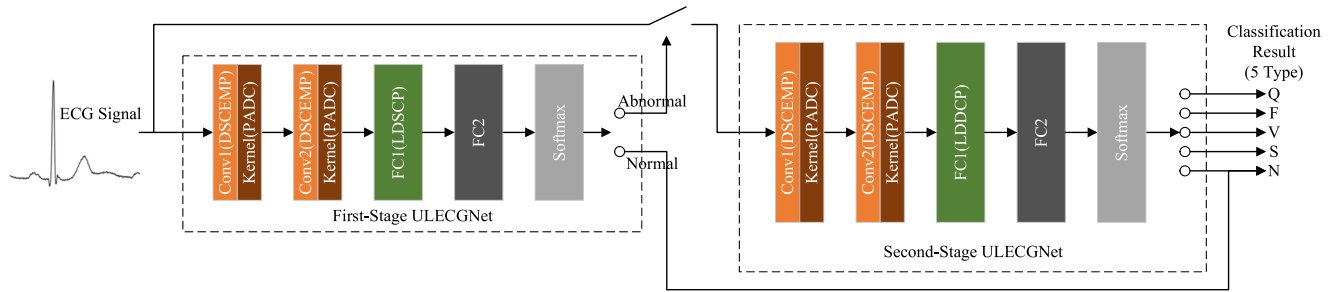 ECG Signal
Conv1(DSCEMP)
Kernel(PADC)
Conv2(DSCEMP)
Kernel(PADC)
FC1(LDSCP)
FC2
Softmax
First-Stage ULECGNet
Abnormal
Normal
Conv1(DSCEMP)
Kernel(PADC)
Conv2(DSCEMP)
Kernel(PADC)
FC1(LDDCP)
FC2
Softmax
Second-Stage ULECGNet
Classification
Result
(5 Type)
Q
F
V
S
N